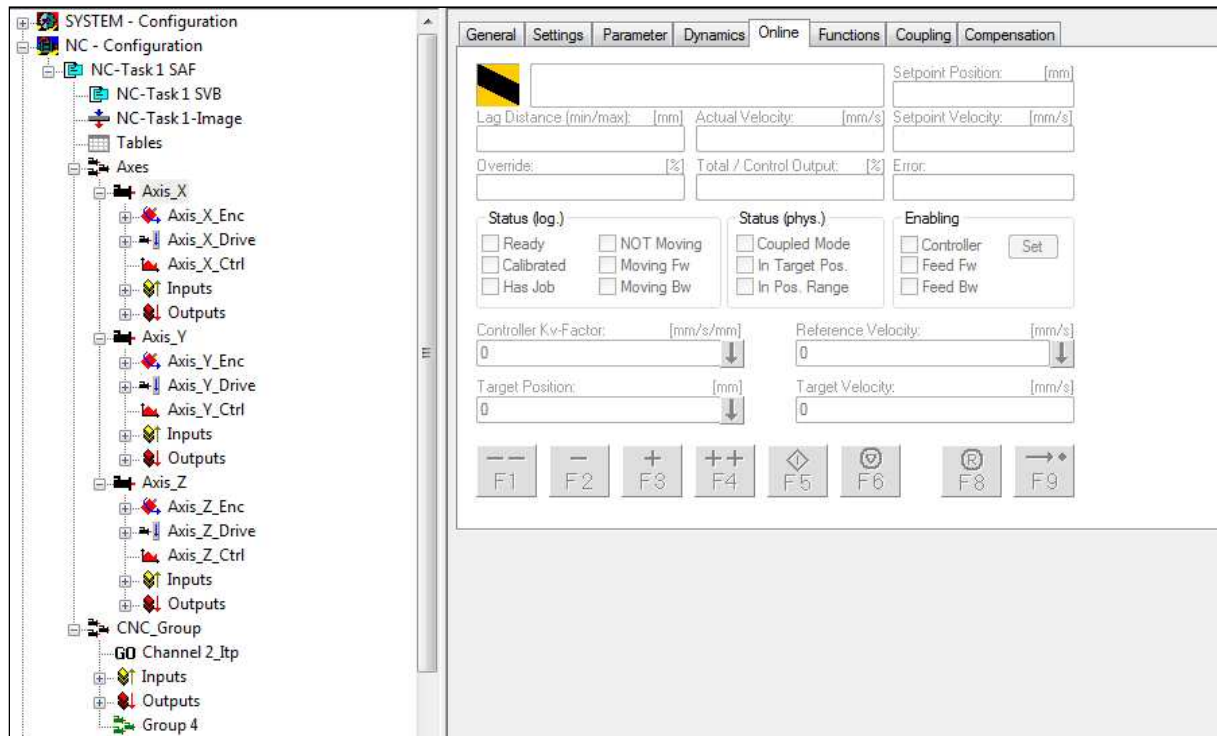 SYSTEM - Configuration
NC - Configuration
NC-Task 1 SAF
NC-Task 1 SVB
NC-Task 1-Image
Tables
Axes
Axis_X
Axis_X_Enc
Axis_X_Drive
Axis_X_Ctrl
Inputs
Outputs
Axis_Y
Axis_Y_Enc
Axis_Y_Drive
Axis_Y_Ctrl
Inputs
Outputs
Axis_Z
Axis_Z_Enc
Axis_Z_Drive
Axis_Z_Ctrl
Inputs
Outputs
CNC_Group
GO Channel 2_Itp
Inputs
Outputs
Group 4
General Settings Parameter Dynamics Online Functions Coupling Compensation
Setpoint Position: [mm]
Lag Distance (min/max): [mm] Actual Velocity: [mm/s] Setpoint Velocity: [mm/s]
Override: [%] Total / Control Output: [%] Error:
Status (log.) Status (phys.) Enabling
Ready NOT Moving Coupled Mode Controller Set
Calibrated Moving Fw In Target Pos. Feed Fw
Has Job Moving Bw In Pos. Range Feed Bw
Controller Kv-Factor: [mm/s/mm] Reference Velocity: [mm/s]
0 0
Target Position: [mm] Target Velocity: [mm/s]
0 0
-- - + ++ R
F1 F2 F3 F4 F5 F6 F8 F9